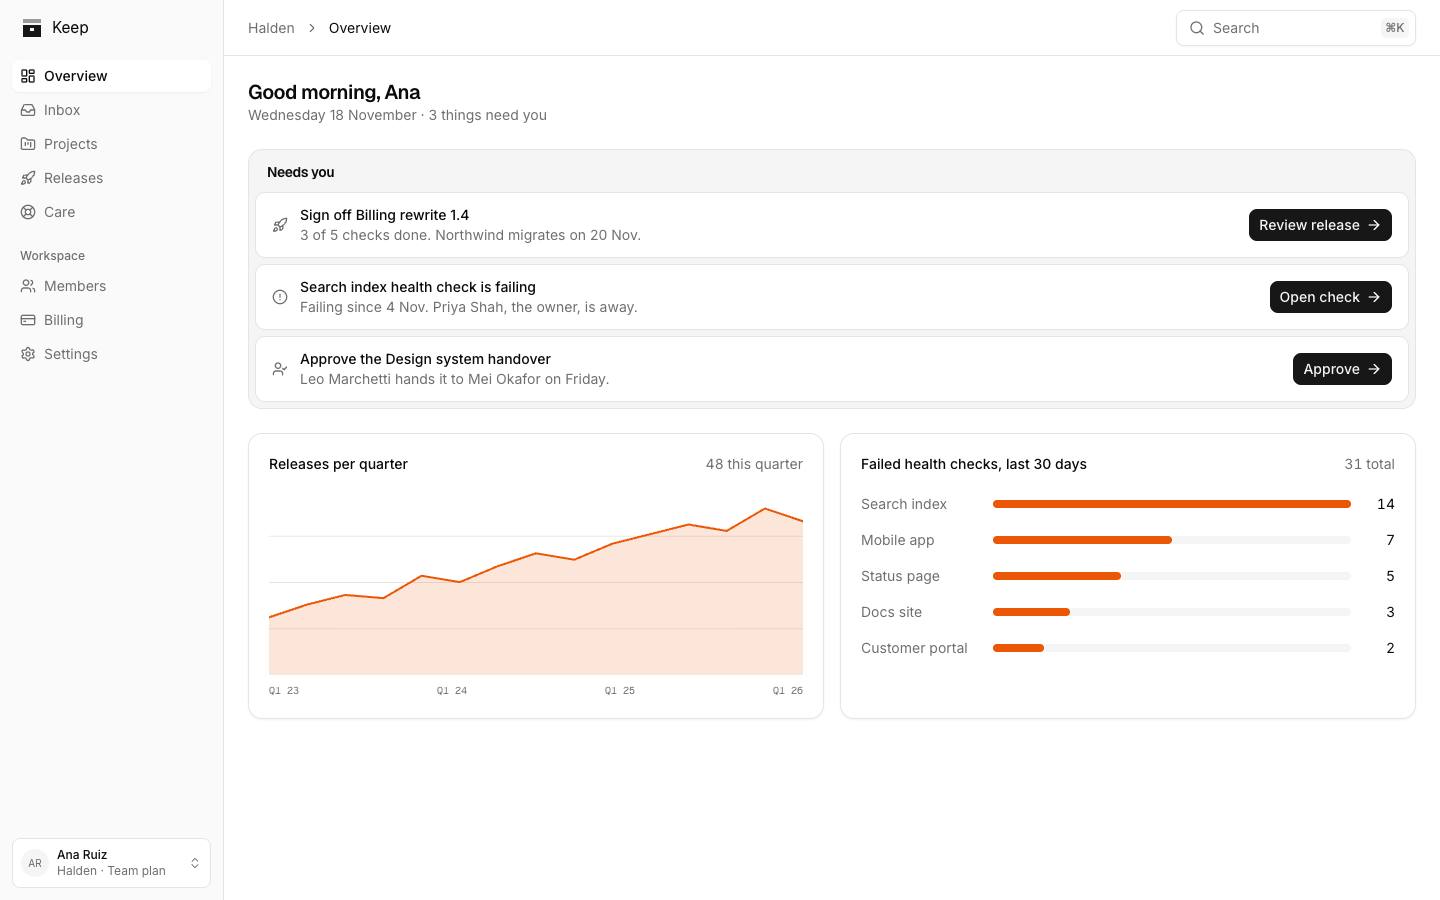 Keep
Overview
Inbox
Projects
Releases
Care
Workspace
Members
Billing
Settings
AR
Ana Ruiz
Halden · Team plan
Halden
Overview
Search
⌘K
Good morning, Ana
Wednesday 18 November · 3 things need you
Needs you
Sign off Billing rewrite 1.4
3 of 5 checks done. Northwind migrates on 20 Nov.
Review release
Search index health check is failing
Failing since 4 Nov. Priya Shah, the owner, is away.
Open check
Approve the Design system handover
Leo Marchetti hands it to Mei Okafor on Friday.
Approve
Releases per quarter
48 this quarter
Q1 23
Q1 24
Q1 25
Q1 26
Failed health checks, last 30 days
31 total
Search index 14
Mobile app 7
Status page 5
Docs site 3
Customer portal 2